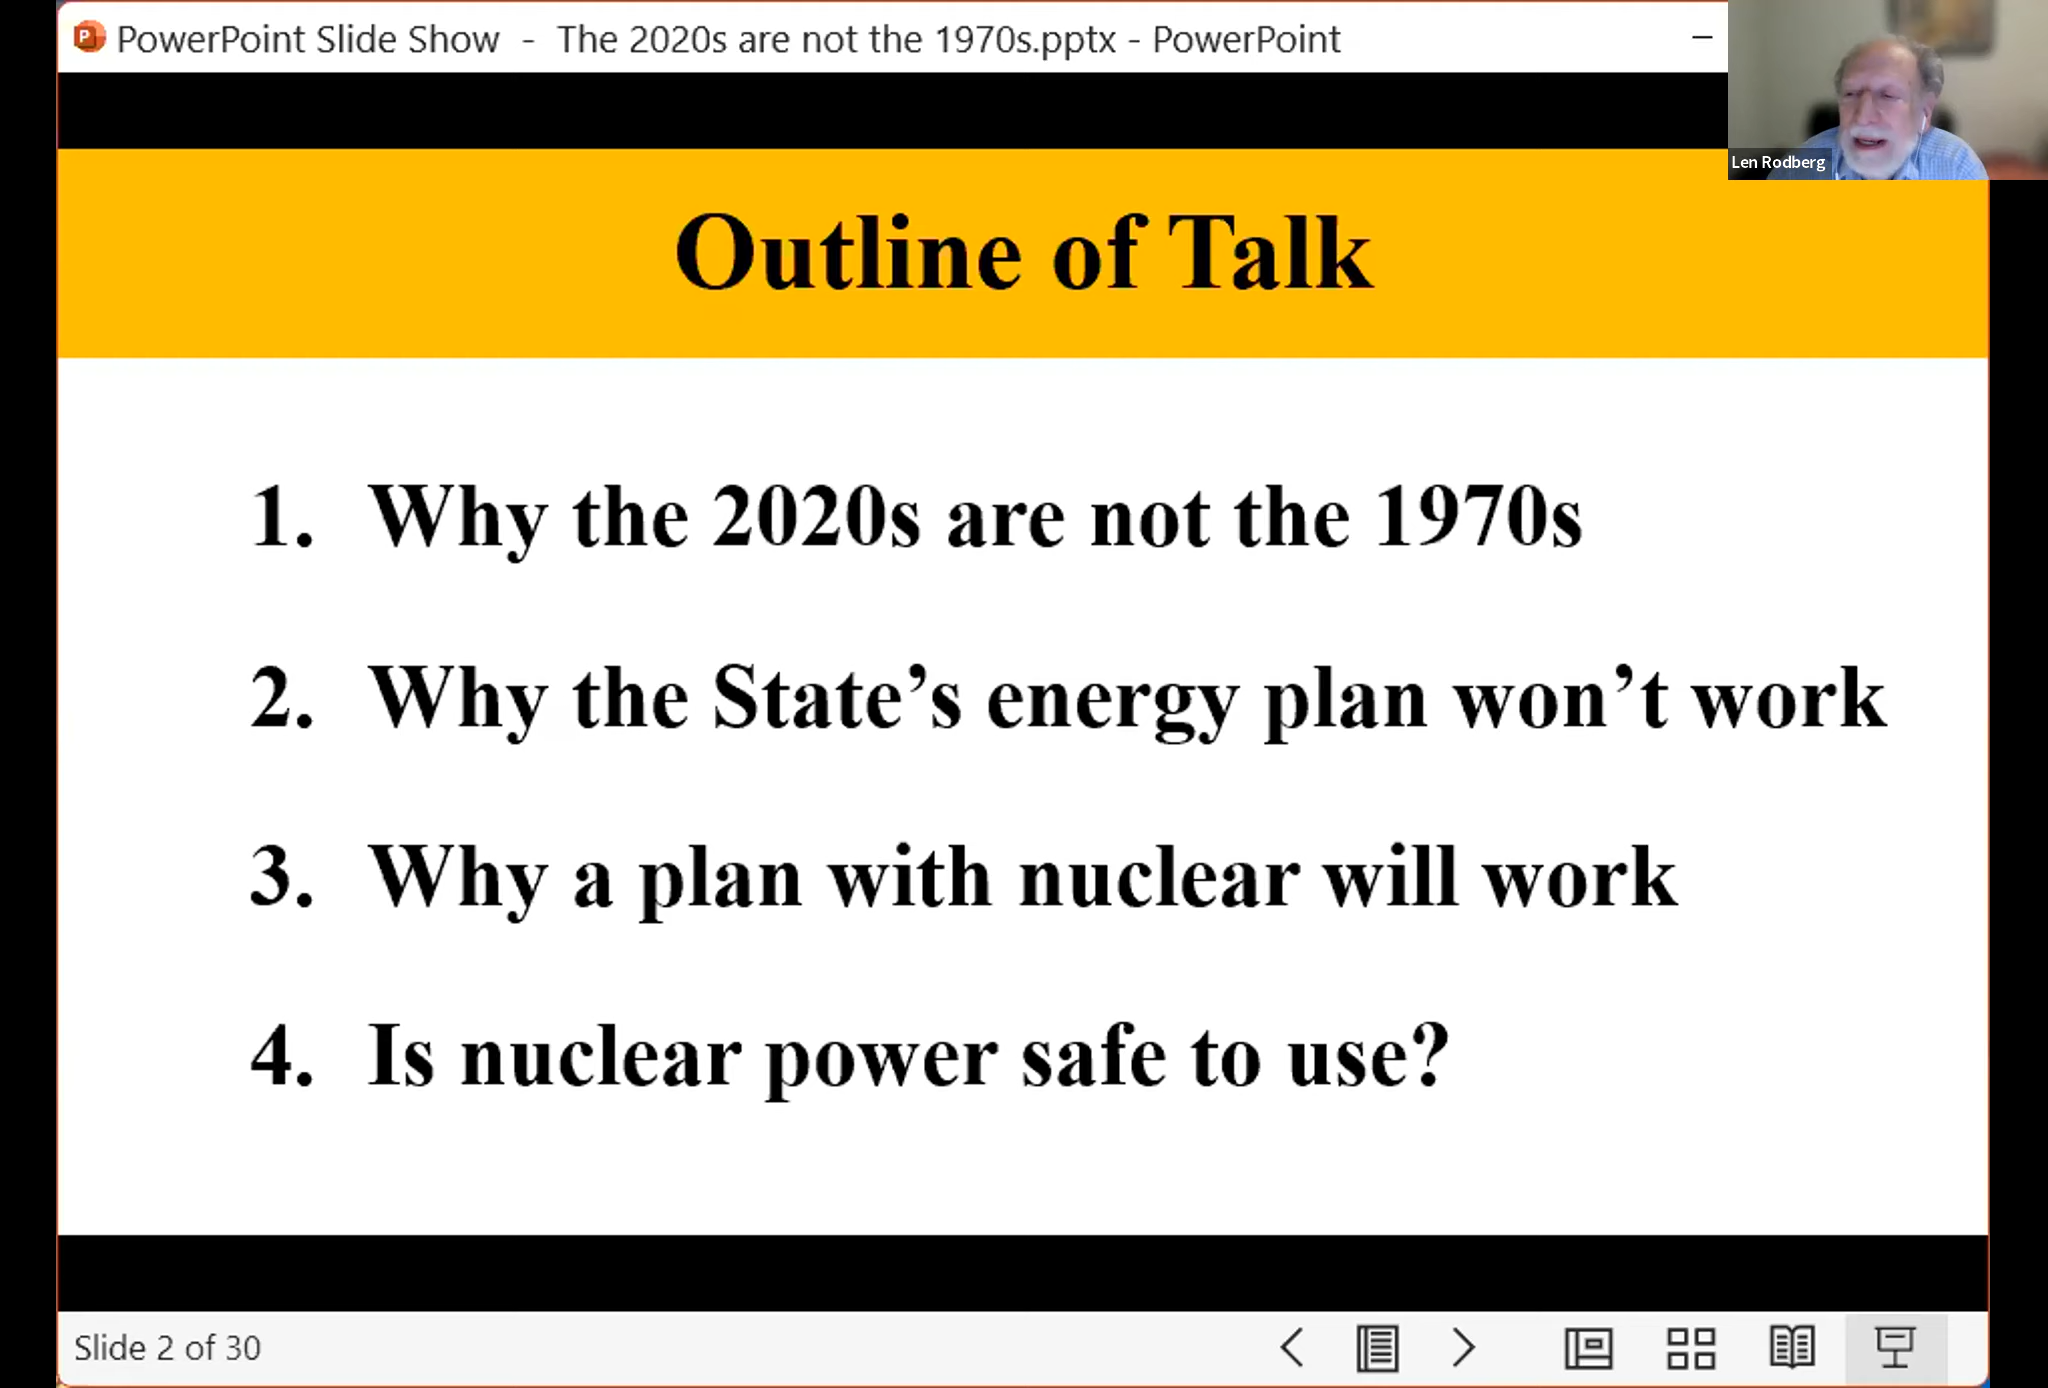 PowerPoint Slide Show - The 2020s are not the 1970s.pptx - PowerPoint
Len Rodberg
Outline of Talk
1. Why the 2020s are not the 1970s
2. Why the State’s energy plan won’t work
3. Why a plan with nuclear will work
4. Is nuclear power safe to use?
Slide 2 of 30